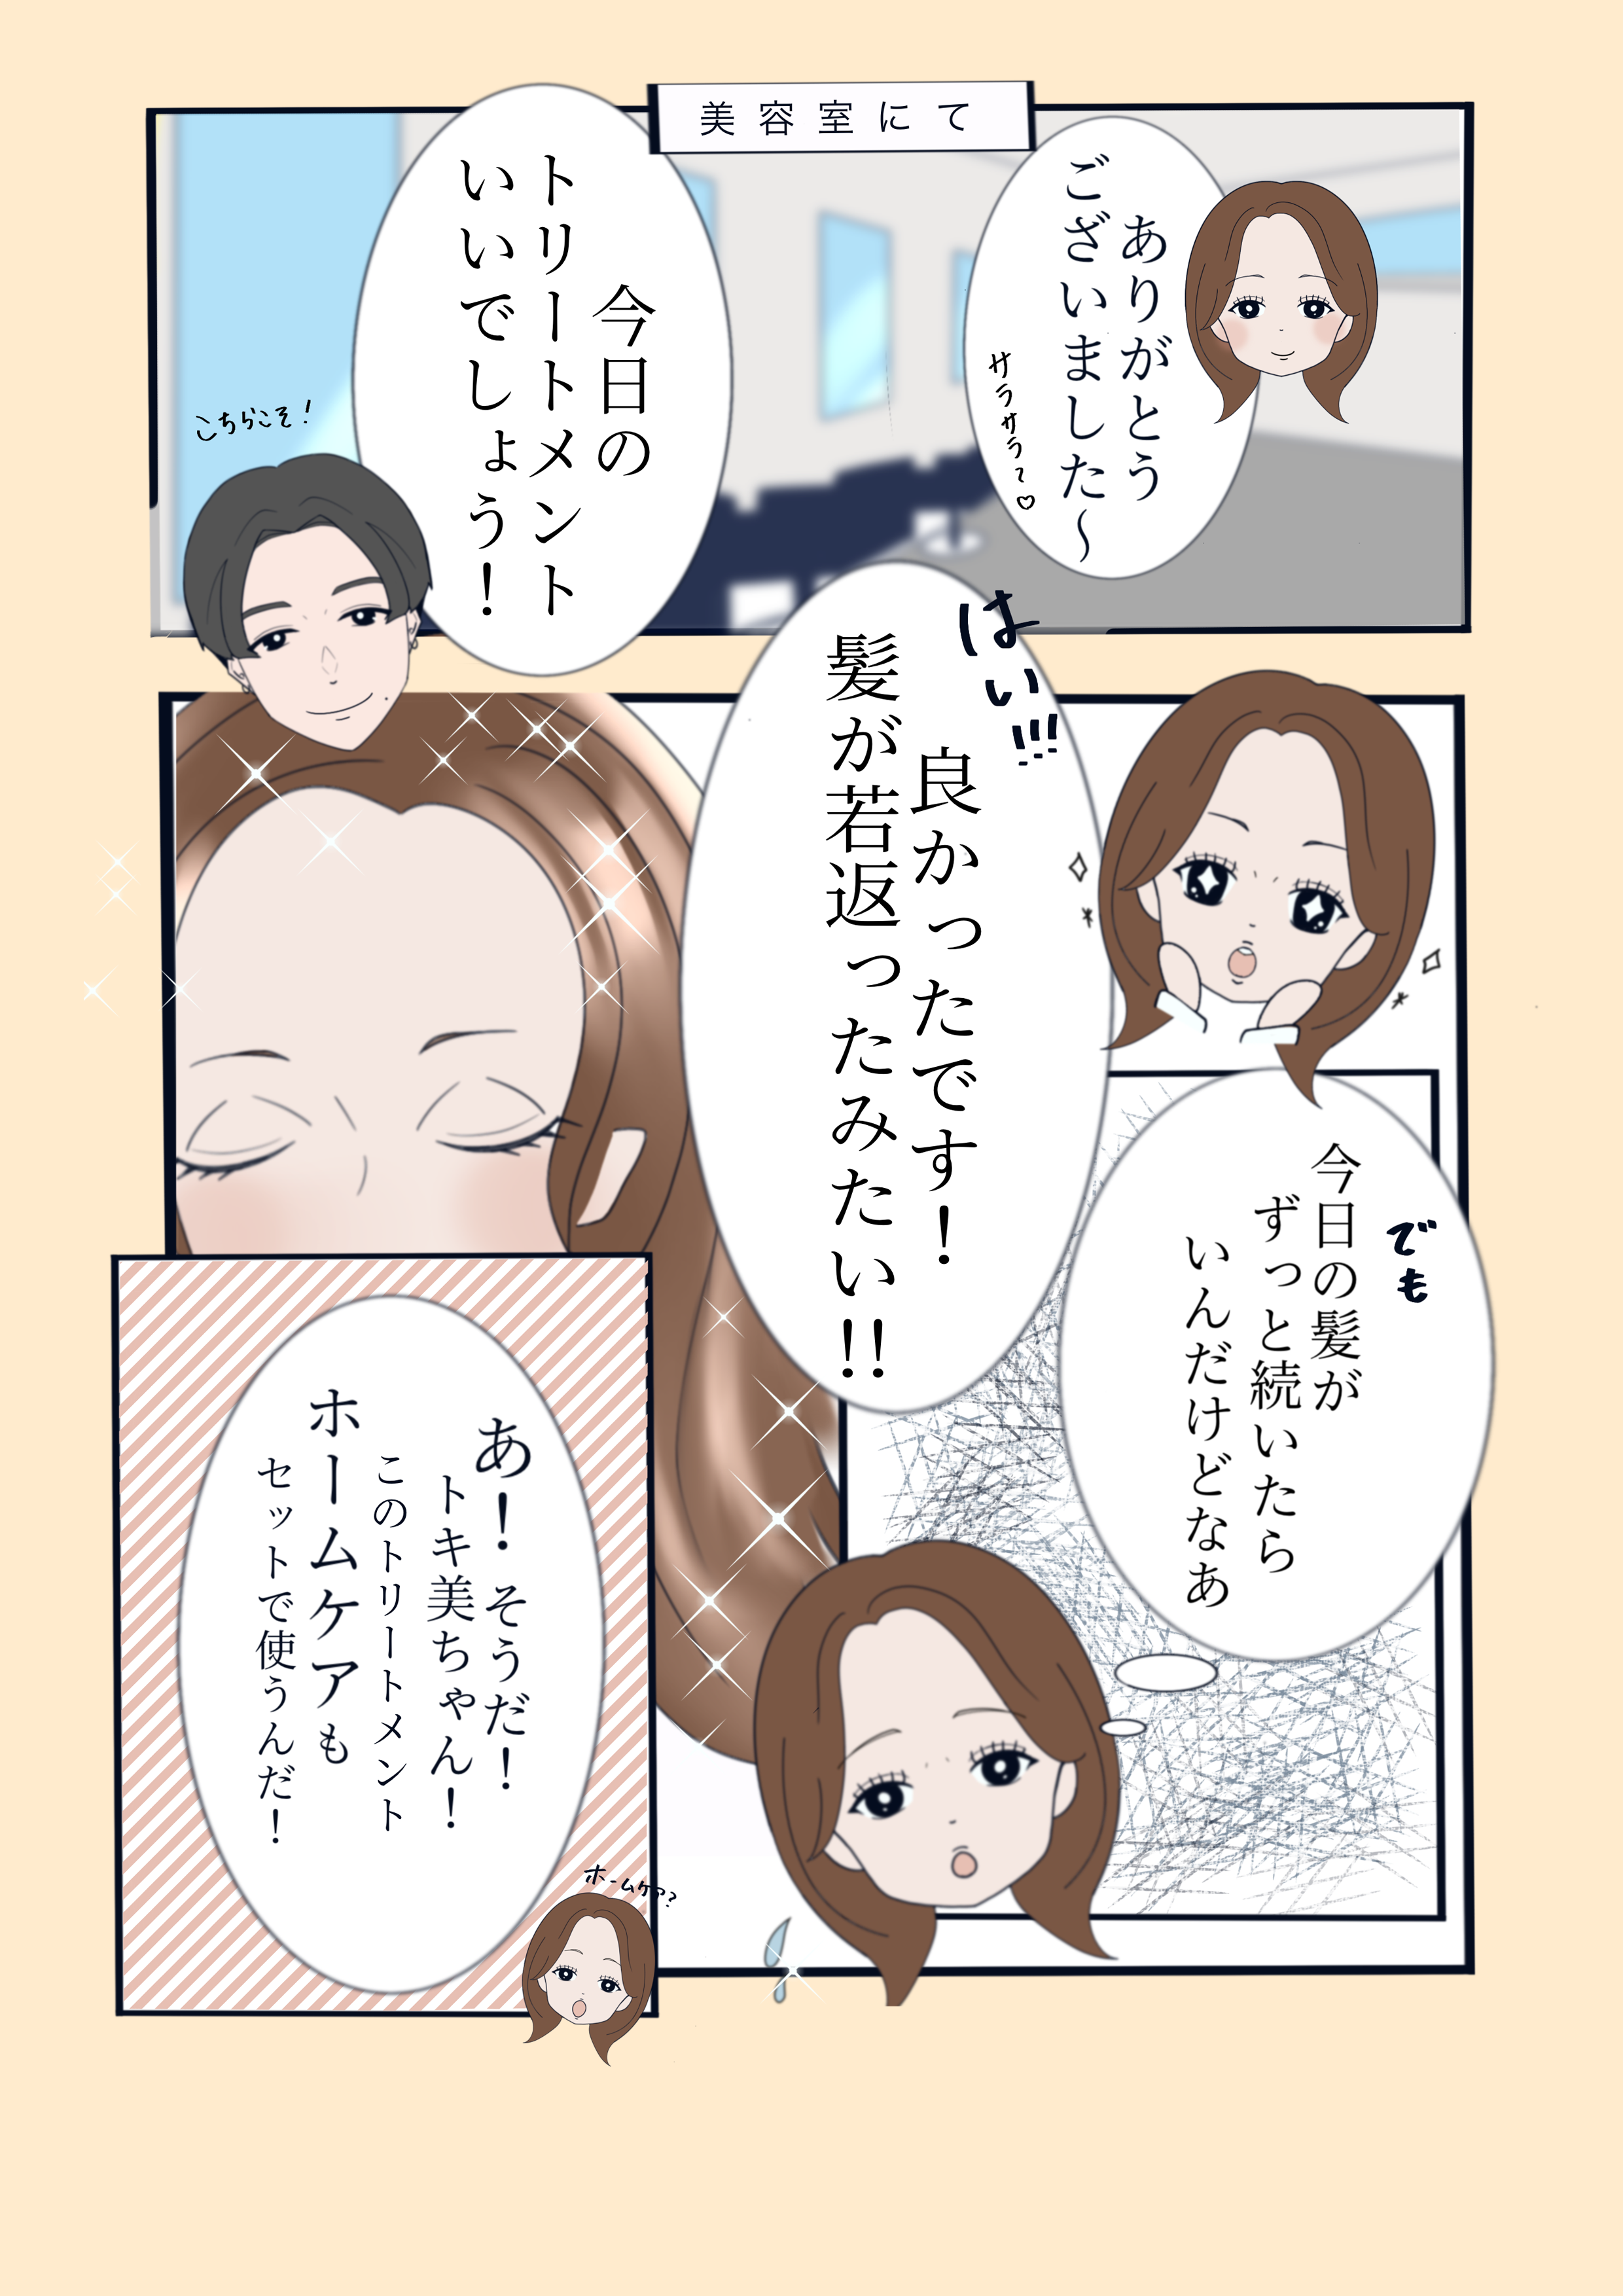 美容室にて
ありがとう
ございました〜
サラサラ〜♡
今日の
トリートメント
いいでしょう！
こちらこそ！
はい!!!
良かったです！
髪が若返ったみたい!!
でも
今日の髪が
ずっと続いたら
いんだけどなあ
あ！そうだ！
トキ美ちゃん！
このトリートメント
ホームケアも
セットで使うんだ！
ホームケア？